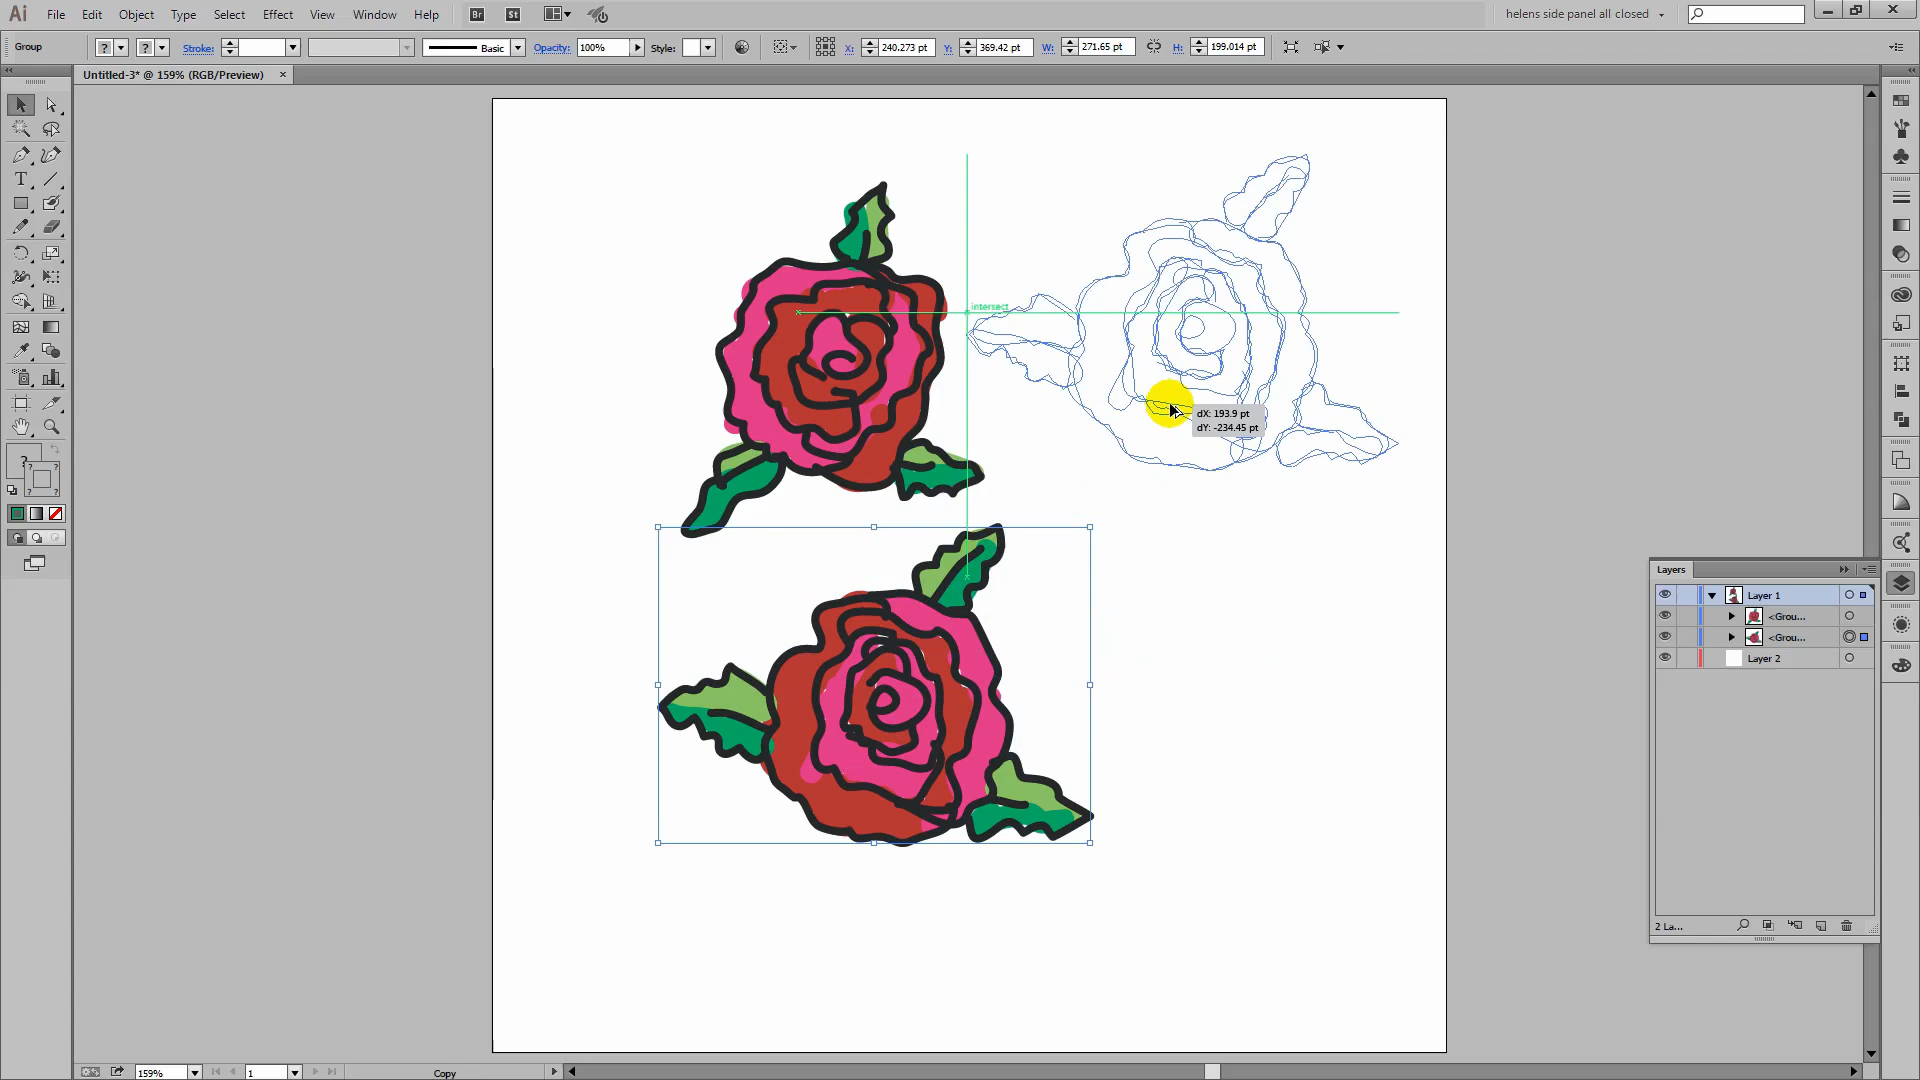 Ai File Edit Object Type Select Effect View Window Help Br St helens side panel all closed
Group ? ? Stroke: Basic Opacity: 100% Style: X: 240.273 pt Y: 369.42 pt W: 271.65 pt H: 199.014 pt
Untitled-3* @ 159% (RGB/Preview) ×
intersect
dX: 193.9 pt
dY: -234.45 pt
T
?
? ?
? ?
Layers
Layer 1
<Grou...
<Grou...
Layer 2
2 La...
159% 1 Copy